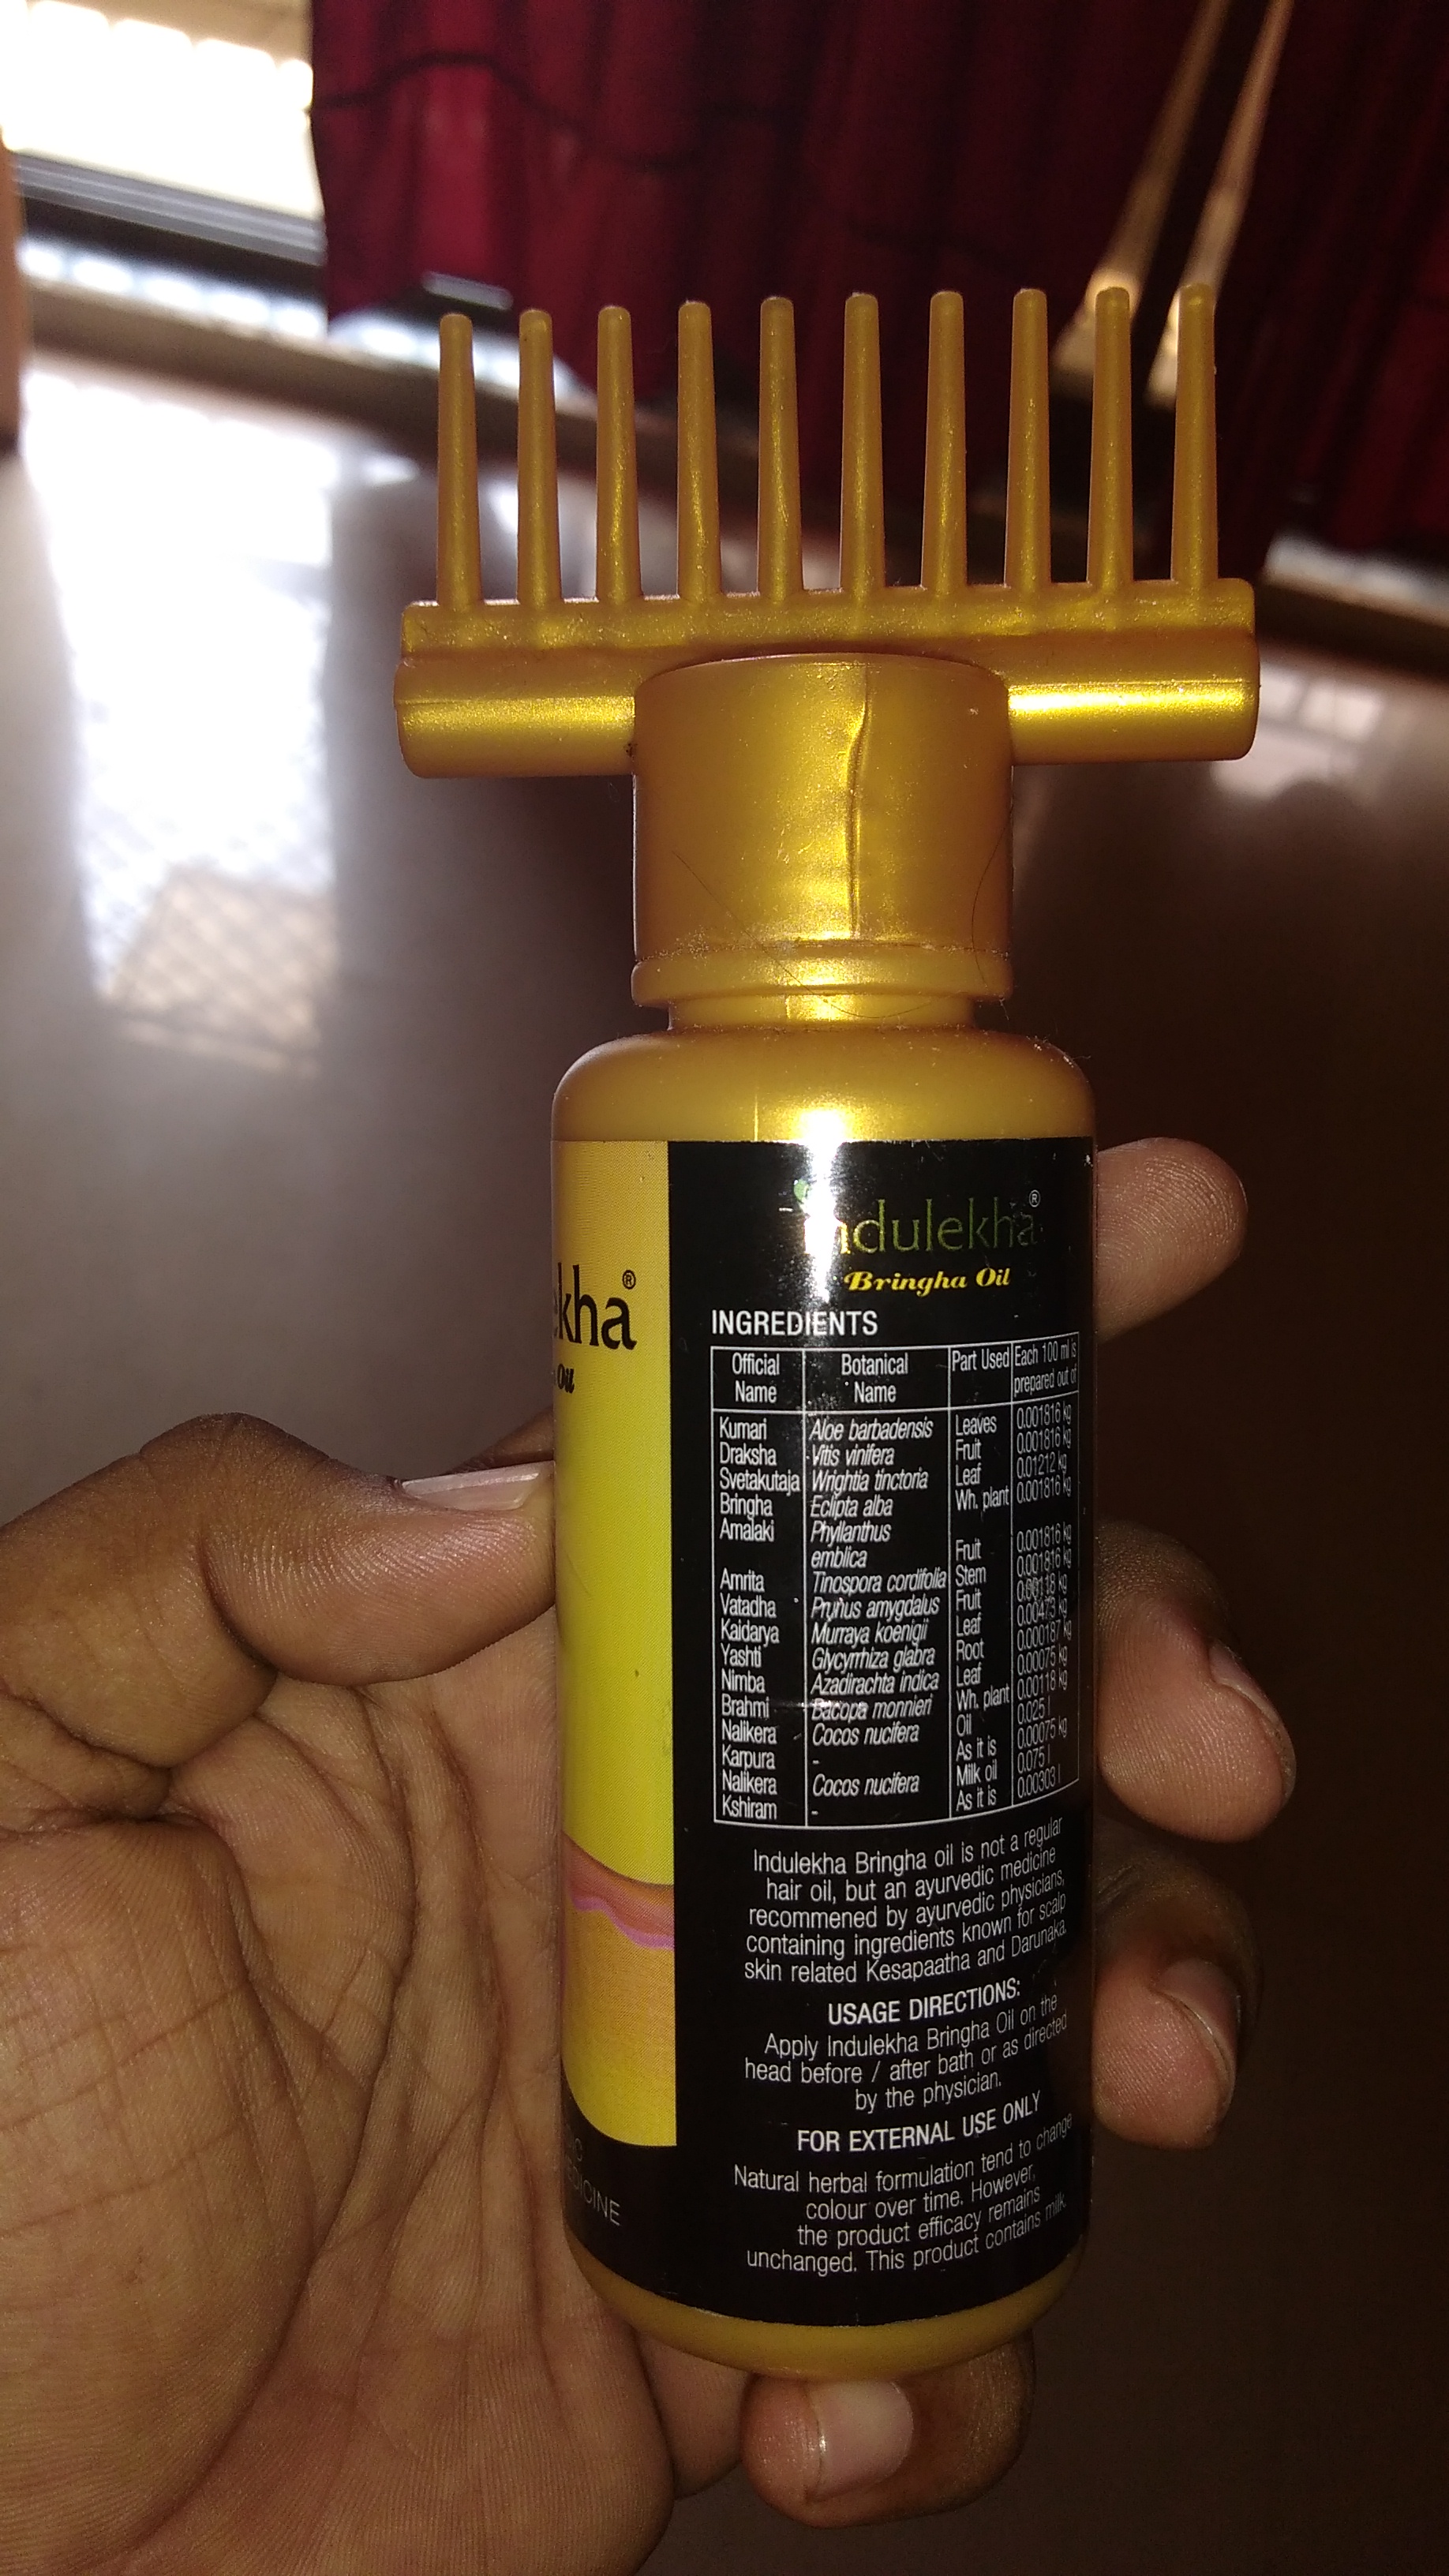 ekha®
Oil
MEDICINE
indulekha®
Bringha Oil
INGREDIENTS
Official Name Botanical Name Part Used Each 100 ml is prepared out of
Kumari Aloe barbadensis Leaves 0.001816 kg
Draksha Vitis vinifera Fruit 0.001816 kg
Svetakutaja Wrightia tinctoria Leaf 0.01212 kg
Bringha Eclipta alba Wh. plant 0.001816 kg
Amalaki Phyllanthus
emblica Fruit 0.001816 kg
Amrita Tinospora cordifolia Stem 0.001816 kg
Vatadha Prunus amygdalus Fruit 0.00118 kg
Kaidarya Murraya koenigii Leaf 0.00473 kg
Yashti Glycyrrhiza glabra Root 0.000187 kg
Nimba Azadirachta indica Leaf 0.00075 kg
Brahmi Bacopa monnieri Wh. plant 0.00118 kg
Nalikera Cocos nucifera Oil 0.025 l
Karpura - As it is 0.00075 kg
Nalikera Cocos nucifera Milk oil 0.075 l
Kshiram - As it is 0.00303 l
Indulekha Bringha oil is not a regular
hair oil, but an ayurvedic medicine
recommened by ayurvedic physicians,
containing ingredients known for scalp
skin related Kesapaatha and Darunaka.
USAGE DIRECTIONS:
Apply Indulekha Bringha Oil on the
head before / after bath or as directed
by the physician.
FOR EXTERNAL USE ONLY
Natural herbal formulation tend to change
colour over time. However,
the product efficacy remains
unchanged. This product contains milk.